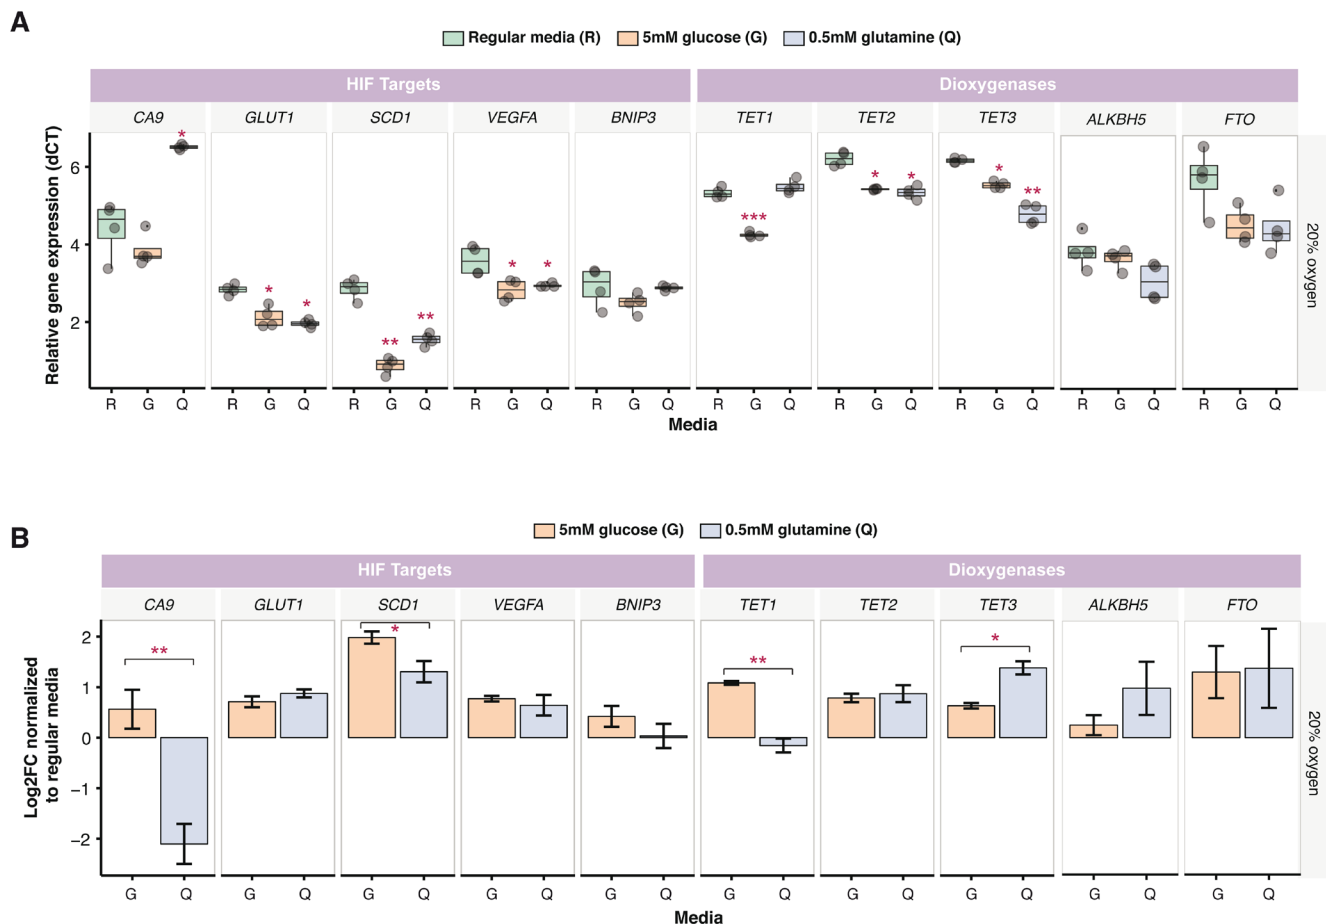 A
Regular media (R) 5mM glucose (G) 0.5mM glutamine (Q)
HIF Targets Dioxygenases
CA9 GLUT1 SCD1 VEGFA BNIP3 TET1 TET2 TET3 ALKBH5 FTO
Relative gene expression (dCT)
6
4
2
* * * ** ** * * *** * * * **
20% oxygen
R G Q R G Q R G Q R G Q R G Q R G Q R G Q R G Q R G Q R G Q
Media
B
5mM glucose (G) 0.5mM glutamine (Q)
HIF Targets Dioxygenases
CA9 GLUT1 SCD1 VEGFA BNIP3 TET1 TET2 TET3 ALKBH5 FTO
Log2FC normalized
to regular media
2
1
0
−1
−2
** * ** *
20% oxygen
G Q G Q G Q G Q G Q G Q G Q G Q G Q G Q
Media